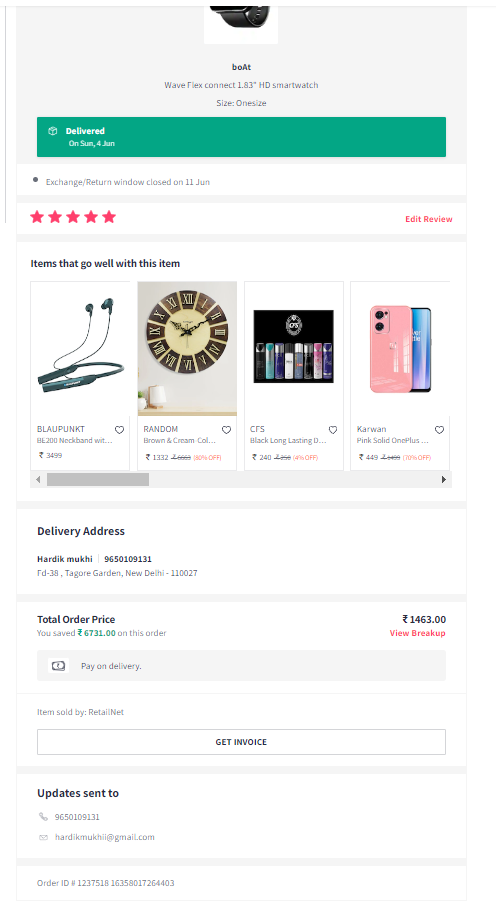 boAt
Wave Flex connect 1.83" HD smartwatch
Size: Onesize
Delivered
On Sun, 4 Jun
Exchange/Return window closed on 11 Jun
Edit Review
Items that go well with this item
BLAUPUNKT
BE200 Neckband wit...
₹ 3499
RANDOM
Brown & Cream-Col...
₹ 1332 ₹ 6663 (80% OFF)
CFS
Black Long Lasting D...
₹ 240 ₹ 250 (4% OFF)
Karwan
Pink Solid OnePlus ...
₹ 449 ₹ 1499 (70% OFF)
Delivery Address
Hardik mukhi | 9650109131
Fd-38 , Tagore Garden, New Delhi - 110027
Total Order Price ₹ 1463.00
You saved ₹ 6731.00 on this order View Breakup
Pay on delivery.
Item sold by: RetailNet
GET INVOICE
Updates sent to
9650109131
hardikmukhii@gmail.com
Order ID # 1237518 16358017264403